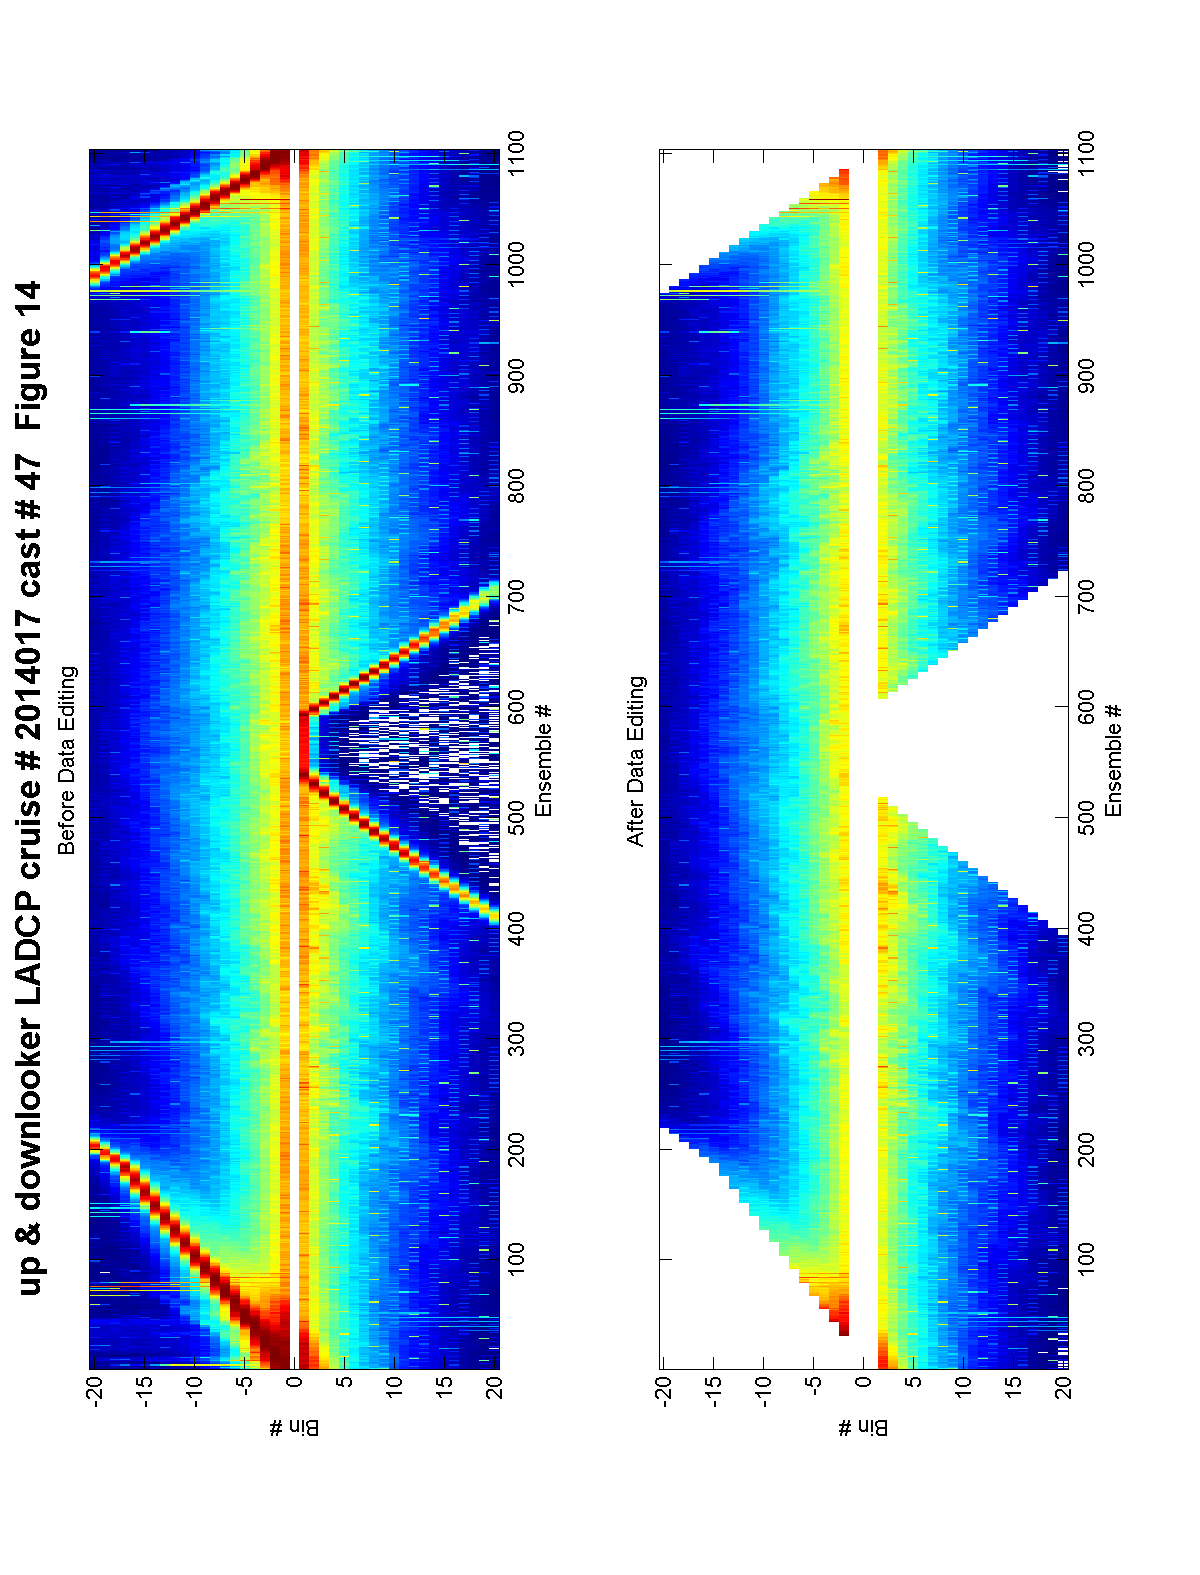 up & downlooker LADCP cruise # 2014017 cast # 47 Figure 14
Before Data Editing
-20
-15
-10
-5
0
5
10
15
20
Bin #
100 200 300 400 500 600 700 800 900 1000 1100
Ensemble #
After Data Editing
-20
-15
-10
-5
0
5
10
15
20
Bin #
100 200 300 400 500 600 700 800 900 1000 1100
Ensemble #